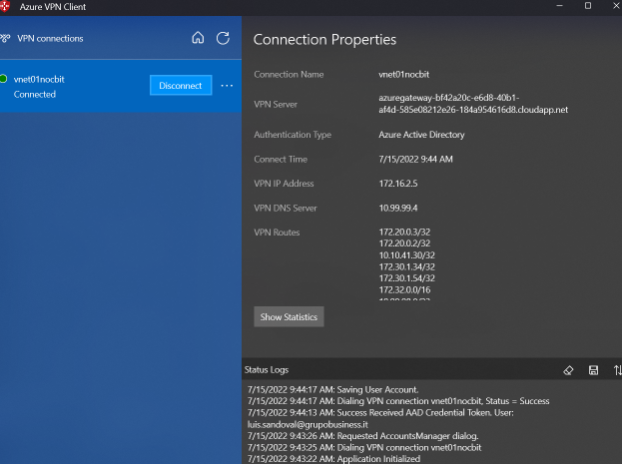 Azure VPN Client
VPN connections
vnet01nocbit
Connected
Disconnect
Connection Properties
Connection Name vnet01nocbit
VPN Server azuregateway-bf42a20c-e6d8-40b1-
af4d-585e08212e26-184a954616d8.cloudapp.net
Authentication Type Azure Active Directory
Connect Time 7/15/2022 9:44 AM
VPN IP Address 172.16.2.5
VPN DNS Server 10.99.99.4
VPN Routes 172.20.0.3/32
172.20.0.2/32
10.10.41.30/32
172.30.1.34/32
172.30.1.54/32
172.32.0.0/16
Show Statistics
Status Logs
7/15/2022 9:44:17 AM: Saving User Account.
7/15/2022 9:44:17 AM: Dialing VPN connection vnet01nocbit, Status = Success
7/15/2022 9:44:13 AM: Success Received AAD Credential Token. User:
luis.sandoval@grupobusiness.it
7/15/2022 9:43:26 AM: Requested AccountsManager dialog.
7/15/2022 9:43:25 AM: Dialing VPN connection vnet01nocbit
7/15/2022 9:43:22 AM: Application Initialized